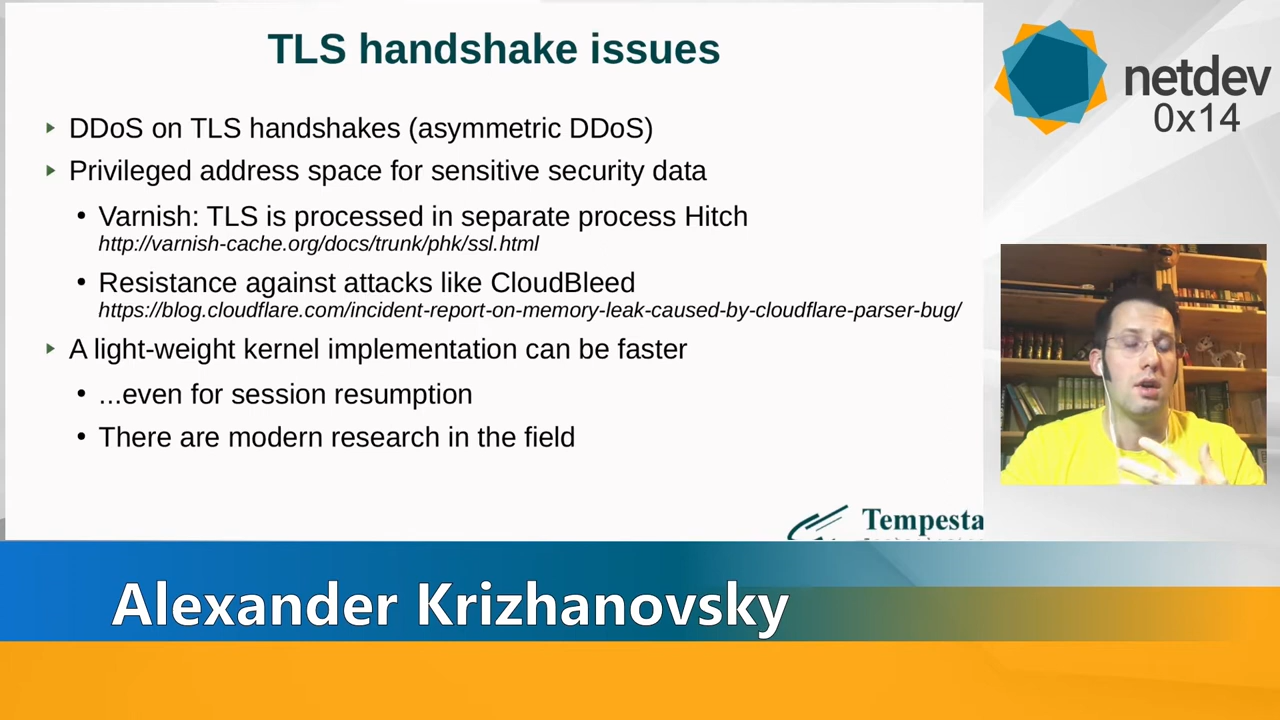 TLS handshake issues
DDoS on TLS handshakes (asymmetric DDoS)
Privileged address space for sensitive security data
Varnish: TLS is processed in separate process Hitch
http://varnish-cache.org/docs/trunk/phk/ssl.html
Resistance against attacks like CloudBleed
https://blog.cloudflare.com/incident-report-on-memory-leak-caused-by-cloudflare-parser-bug/
A light-weight kernel implementation can be faster
...even for session resumption
There are modern research in the field
Tempesta
netdev
0x14
Alexander Krizhanovsky